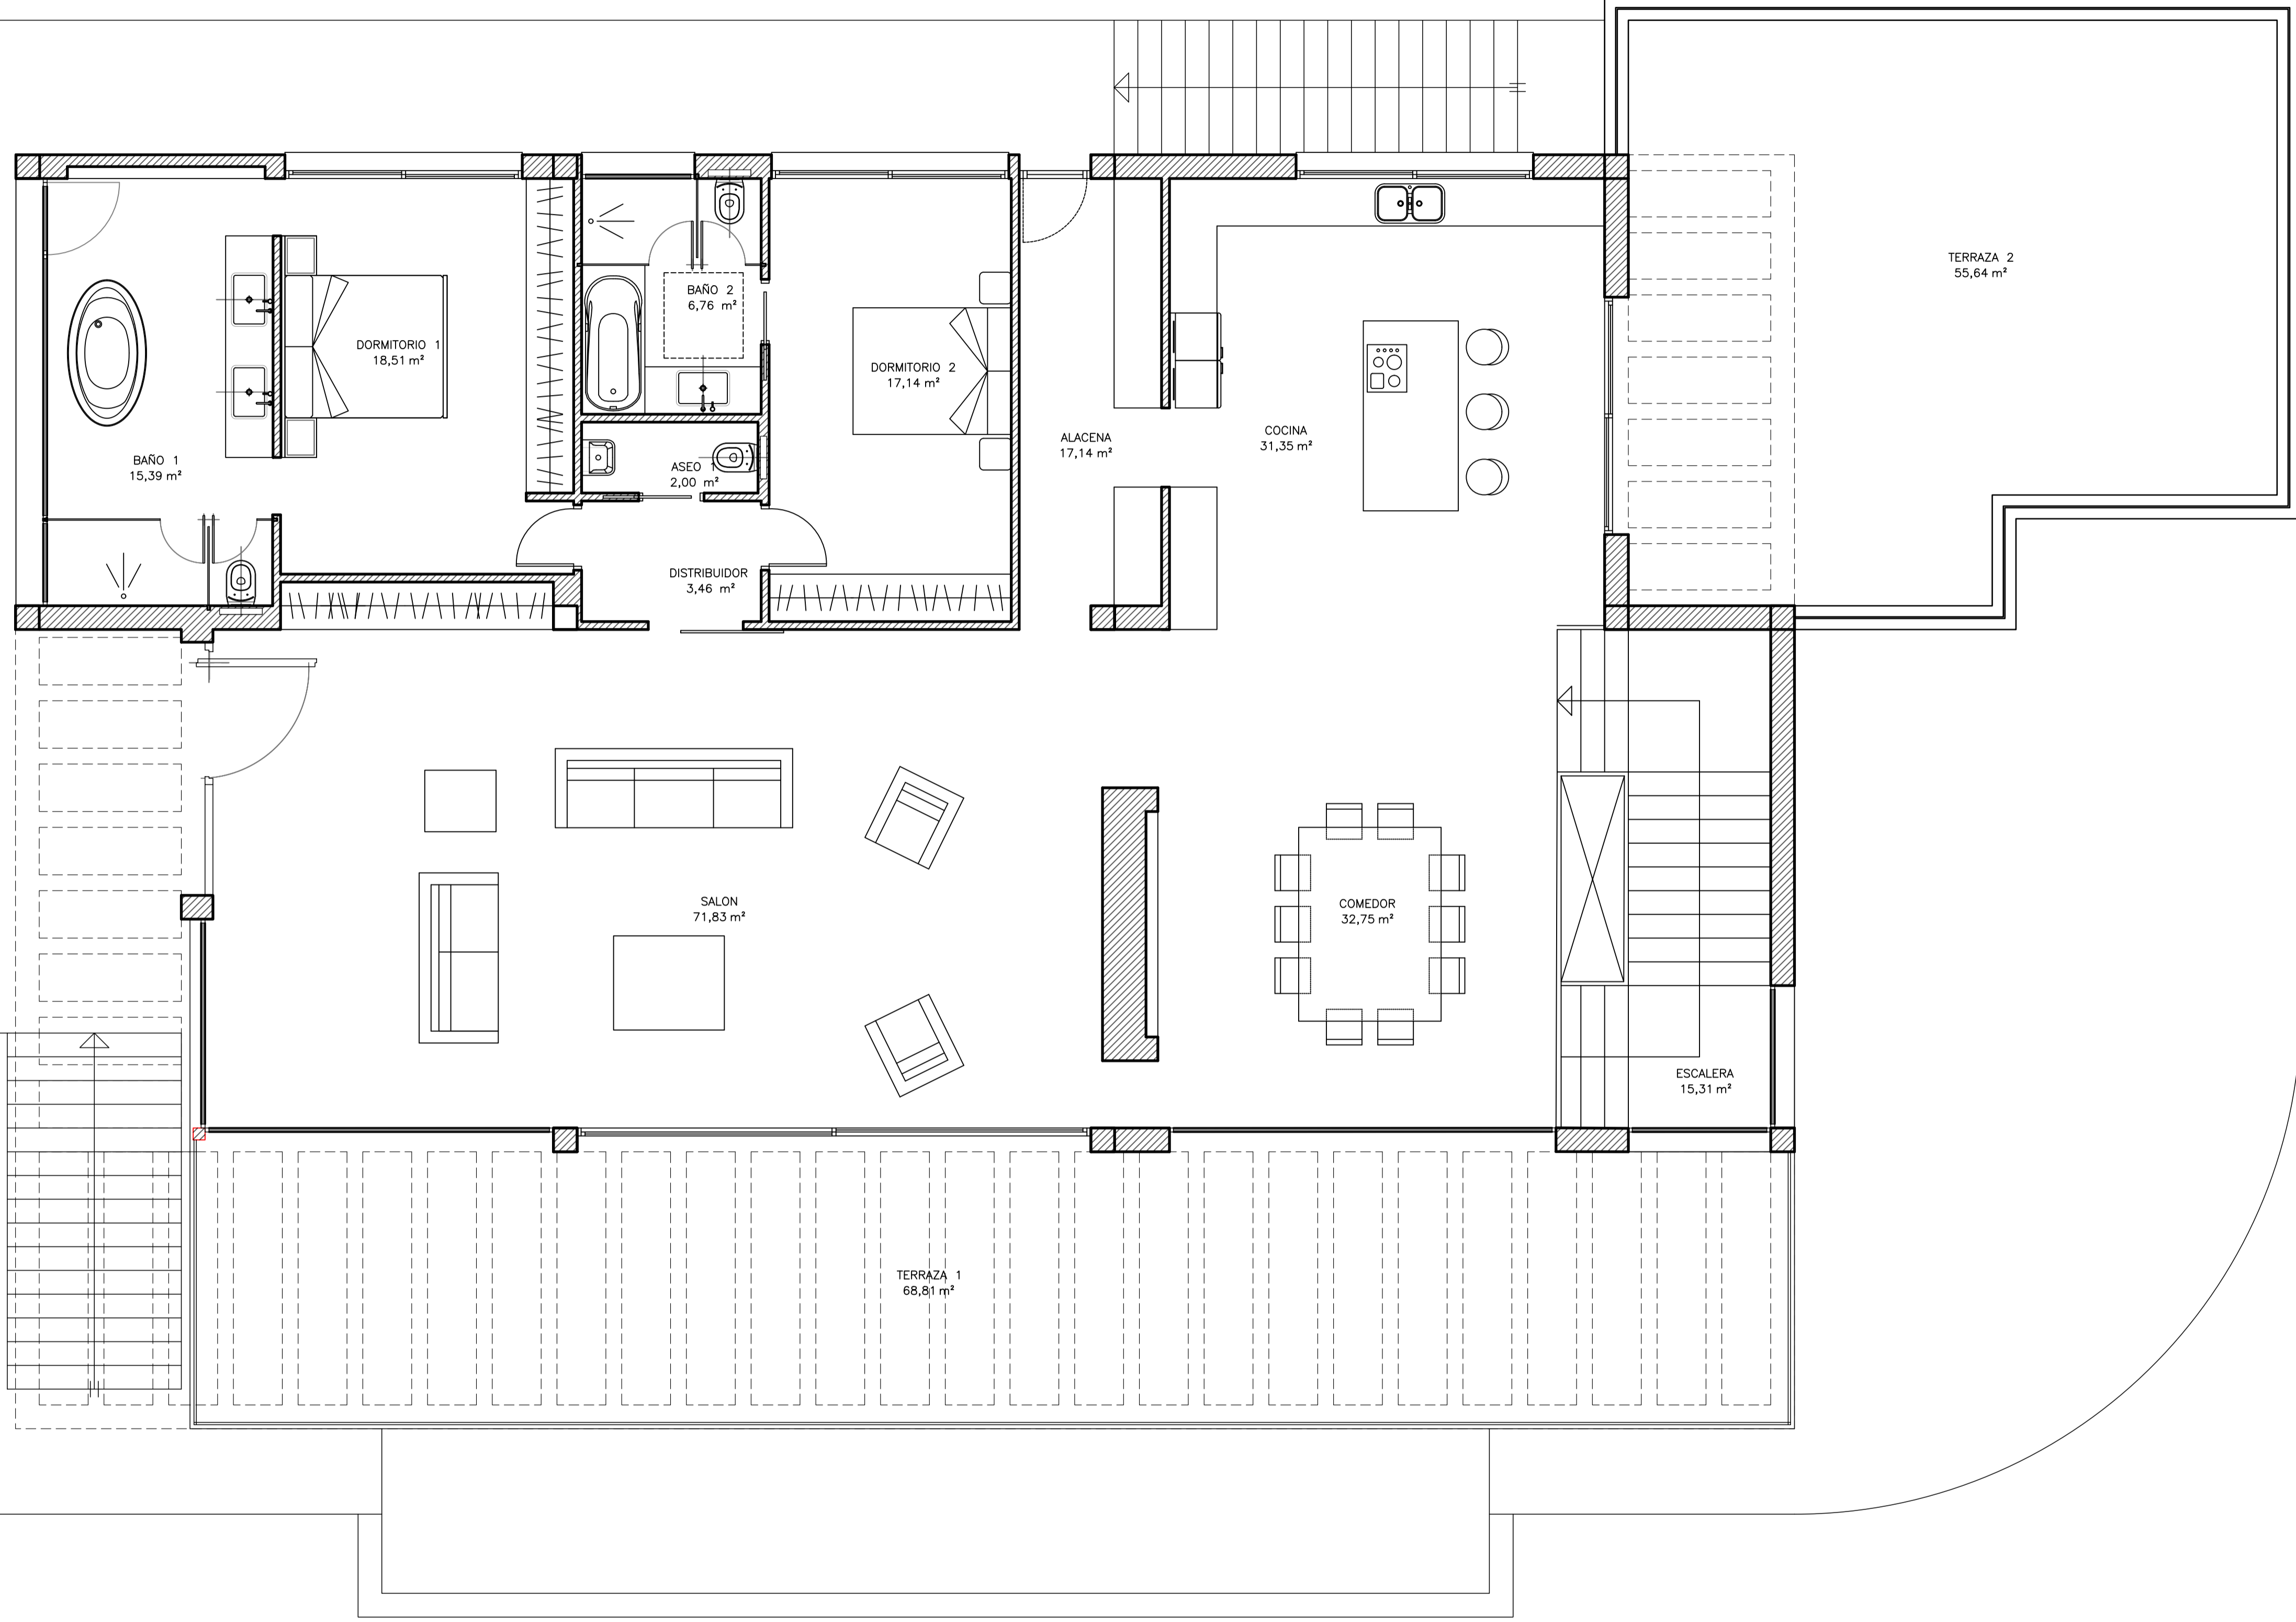 TERRAZA 2
55,64 m²
BAÑO 2
6,76 m²
DORMITORIO 1
18,51 m²
DORMITORIO 2
17,14 m²
ALACENA
17,14 m²
COCINA
31,35 m²
BAÑO 1
15,39 m²
ASEO 1
2,00 m²
DISTRIBUIDOR
3,46 m²
SALON
71,83 m²
COMEDOR
32,75 m²
ESCALERA
15,31 m²
TERRAZA 1
68,81 m²